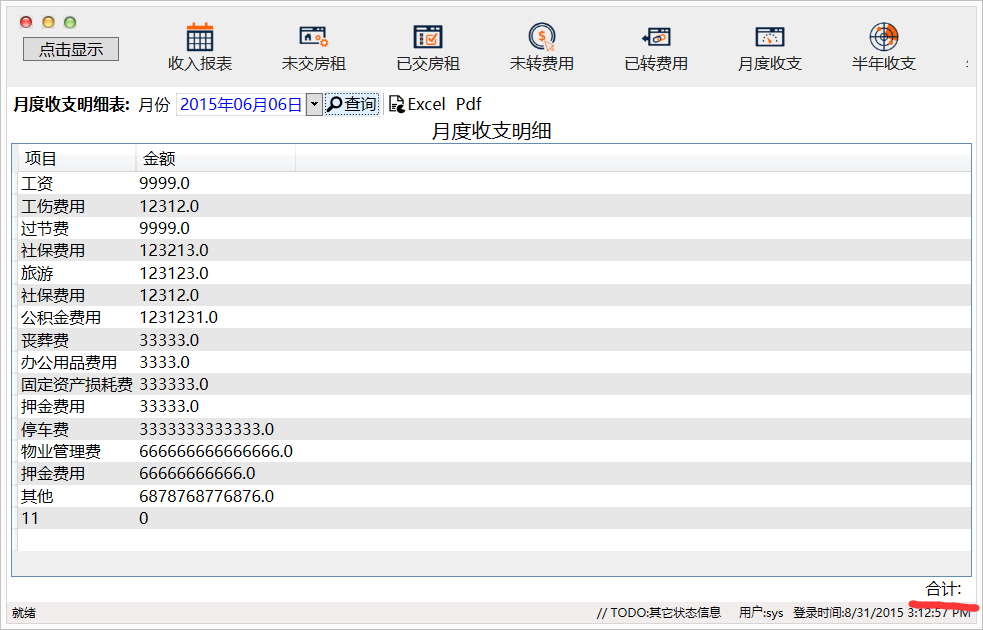 点击显示
收入报表 未交房租 已交房租 未转费用 已转费用 月度收支 半年收支
月度收支明细表: 月份 2015年06月06日 查询 Excel Pdf
月度收支明细
项目 金额
工资 9999.0
工伤费用 12312.0
过节费 9999.0
社保费用 123213.0
旅游 123123.0
社保费用 12312.0
公积金费用 1231231.0
丧葬费 33333.0
办公用品费用 3333.0
固定资产损耗费 333333.0
押金费用 33333.0
停车费 3333333333333.0
物业管理费 666666666666666.0
押金费用 66666666666.0
其他 6878768776876.0
11 0
合计:
就绪 // TODO:其它状态信息 用户:sys 登录时间:8/31/2015 3:12:57 PM